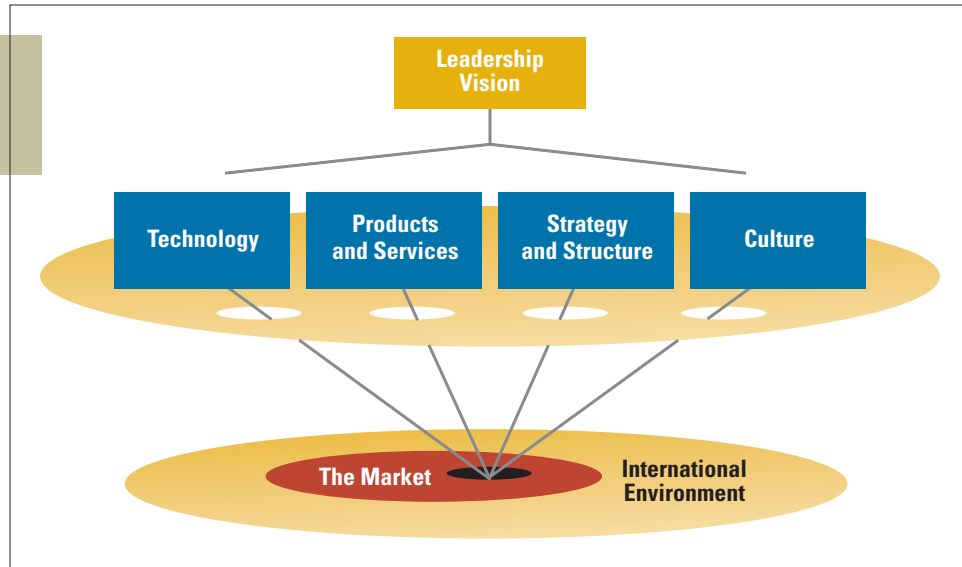 Leadership
Vision
Technology
Products
and Services
Strategy
and Structure
Culture
The Market
International
Environment